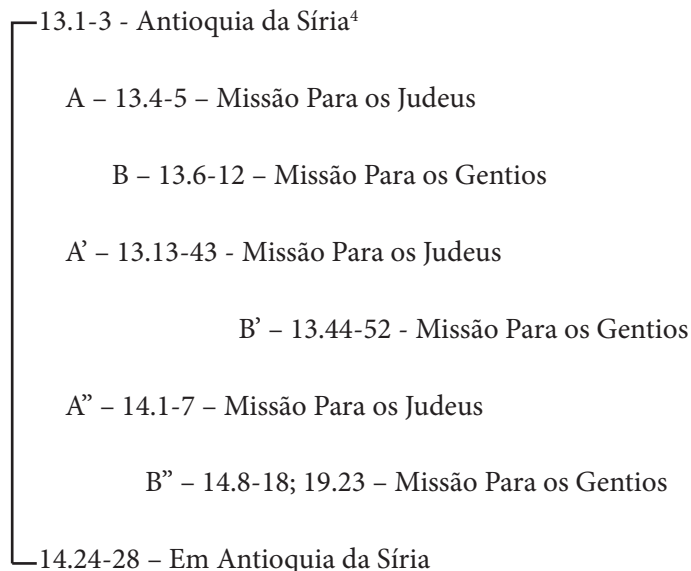 13.1-3 - Antioquia da Síria⁴
A – 13.4-5 – Missão Para os Judeus
B – 13.6-12 – Missão Para os Gentios
A’ – 13.13-43 - Missão Para os Judeus
B’ – 13.44-52 - Missão Para os Gentios
A” – 14.1-7 – Missão Para os Judeus
B” – 14.8-18; 19.23 – Missão Para os Gentios
14.24-28 – Em Antioquia da Síria